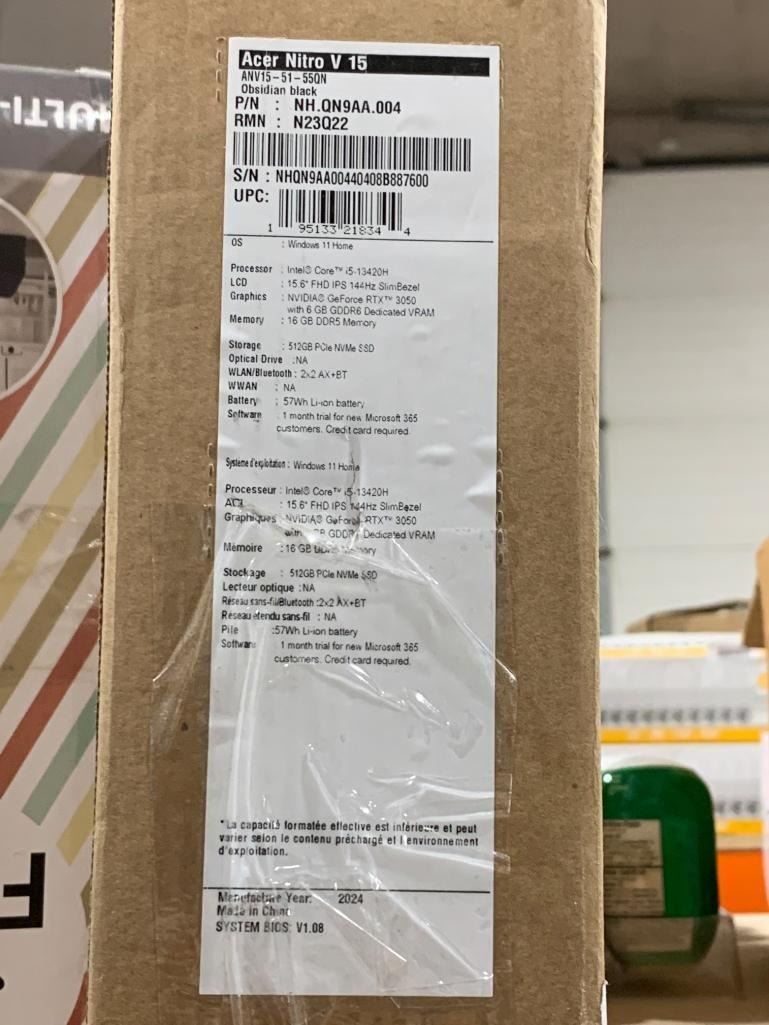 Acer Nitro V 15
ANV15-51-55QN
Obsidian black
P/N : NH.QN9AA.004
RMN : N23Q22
S/N : NHQN9AA00440408B887600
UPC:
1 95133 21834 4
OS : Windows 11 Home
Processor : Intel® Core™ i5-13420H
LCD : 15.6" FHD IPS 144Hz SlimBezel
Graphics : NVIDIA® GeForce RTX™ 3050
with 6 GB GDDR6 Dedicated VRAM
Memory : 16 GB DDR5 Memory
Storage : 512GB PCIe NVMe SSD
Optical Drive :NA
WLAN/Bluetooth : 2x2 AX+BT
WWAN : NA
Battery : 57Wh Li-ion battery
Software : 1 month trial for new Microsoft 365
customers. Credit card required.
Système d'exploitation : Windows 11 Home
Processeur : Intel® Core™ i5-13420H
ACL : 15.6" FHD IPS 144Hz SlimBezel
Graphiques : NVIDIA® GeForce RTX™ 3050
with GB GDDR6 Dedicated VRAM
Mémoire :16 GB DDR5 Memory
Stockage : 512GB PCIe NVMe SSD
Lecteur optique :NA
Réseau sans-fil/Bluetooth :2x2 AX+BT
Réseau étendu sans-fil : NA
Pile :57Wh Li-ion battery
Software 1 month trial for new Microsoft 365
customers. Credit card required.
*La capacité formatée effective est inférieure et peut
varier selon le contenu préchargé et l'environnement
d'exploitation.
Manufacture Year: 2024
Made in China
SYSTEM BIOS: V1.08
MULTI-
F